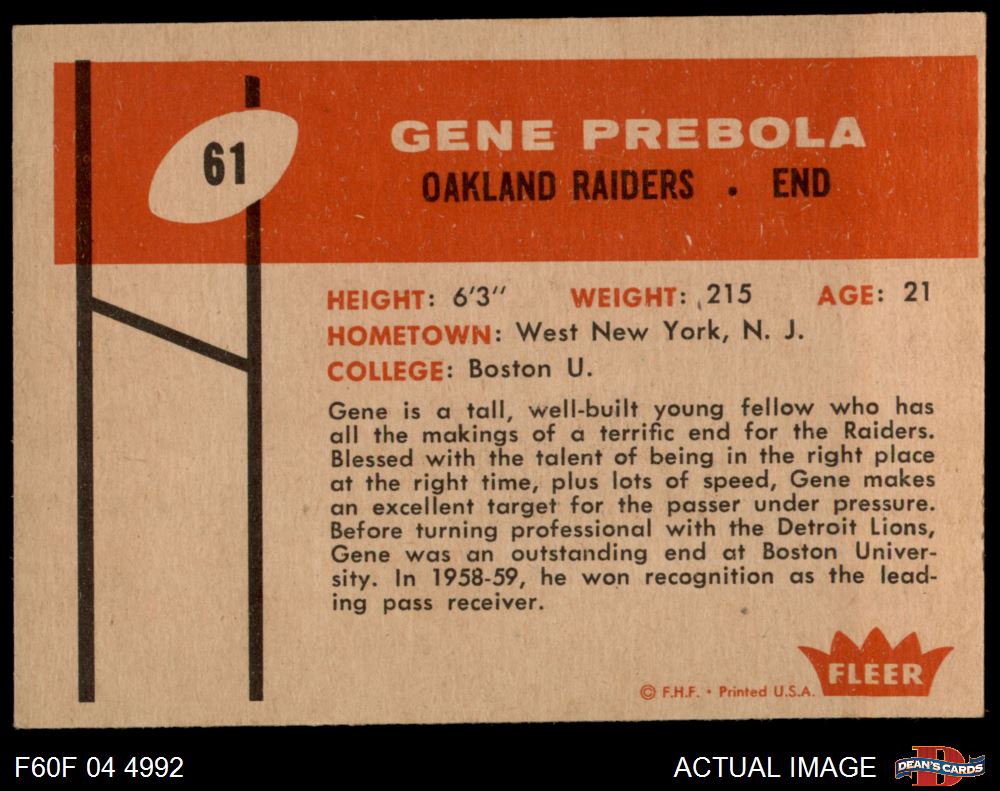 61
GENE PREBOLA
OAKLAND RAIDERS . END
HEIGHT: 6'3" WEIGHT: 215 AGE: 21
HOMETOWN: West New York, N. J.
COLLEGE: Boston U.
Gene is a tall, well-built young fellow who has
all the makings of a terrific end for the Raiders.
Blessed with the talent of being in the right place
at the right time, plus lots of speed, Gene makes
an excellent target for the passer under pressure.
Before turning professional with the Detroit Lions,
Gene was an outstanding end at Boston Univer-
sity. In 1958-59, he won recognition as the lead-
ing pass receiver.
FLEER
© F.H.F. • Printed U.S.A.
F60F 04 4992
ACTUAL IMAGE
D
DEAN'S CARDS